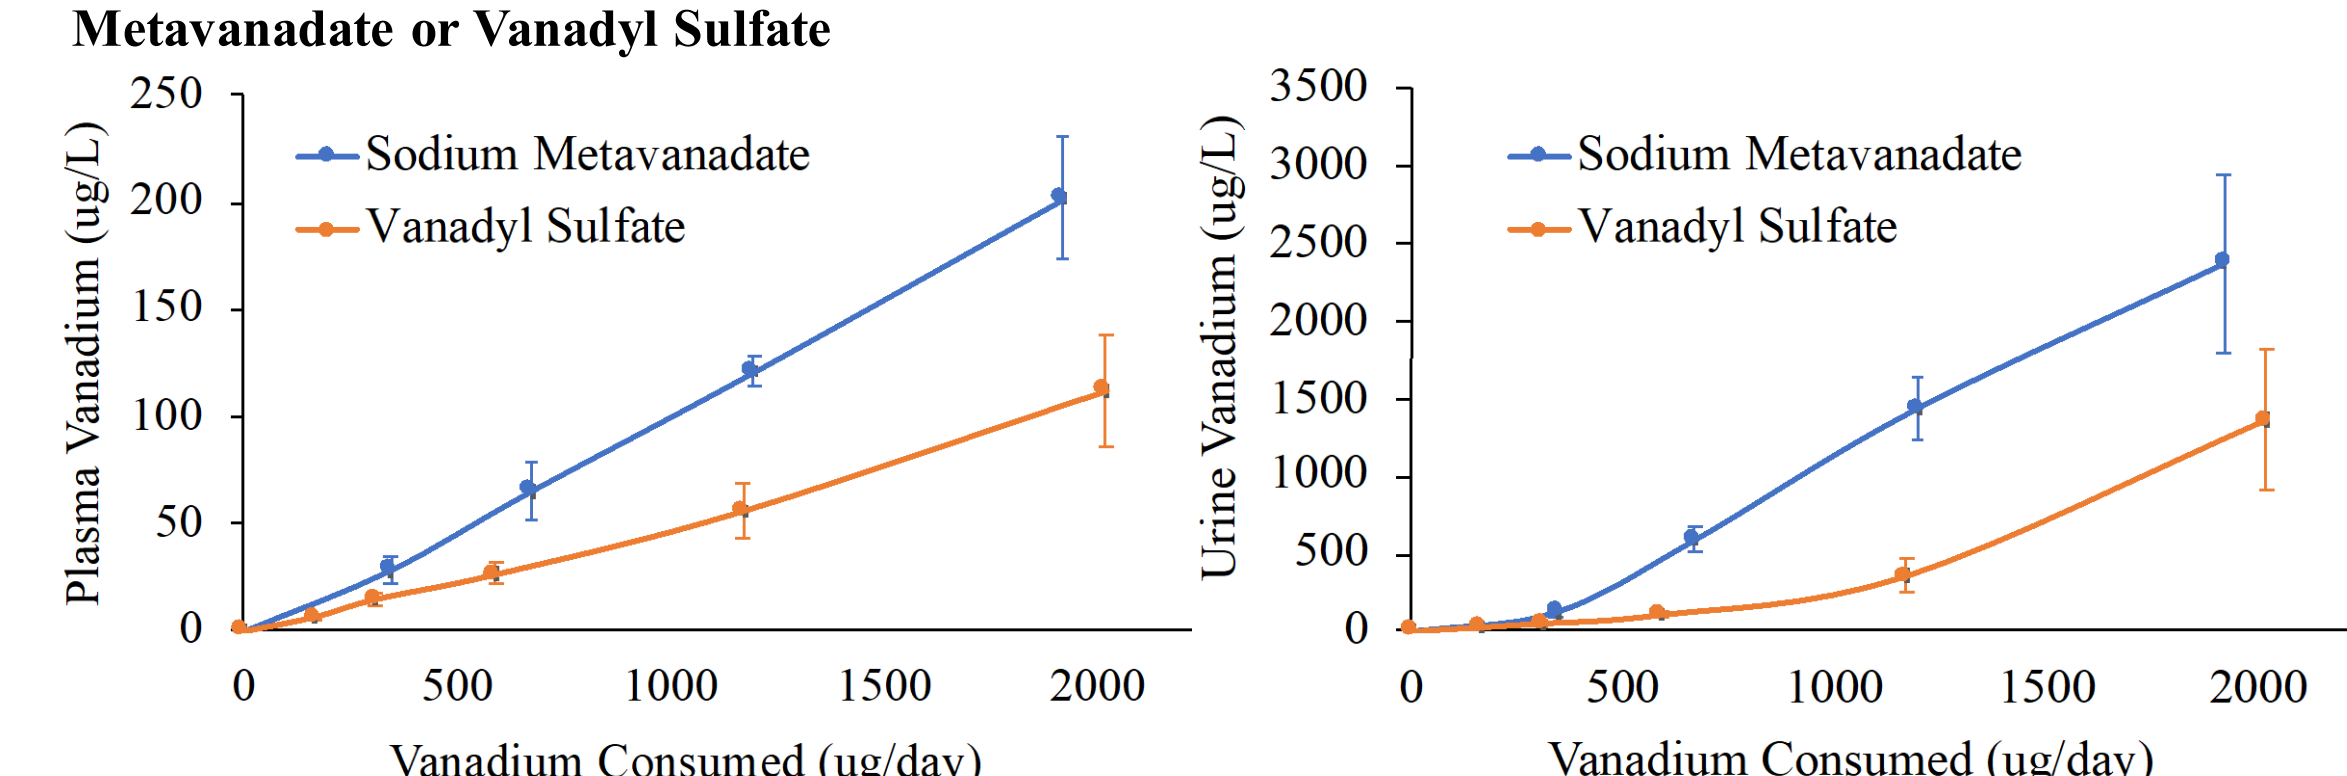 Metavanadate or Vanadyl Sulfate
Plasma Vanadium (ug/L)
250
200
150
100
50
0
Sodium Metavanadate
Vanadyl Sulfate
0 500 1000 1500 2000
Vanadium Consumed (ug/day)
Urine Vanadium (ug/L)
3500
3000
2500
2000
1500
1000
500
0
Sodium Metavanadate
Vanadyl Sulfate
0 500 1000 1500 2000
Vanadium Consumed (ug/day)